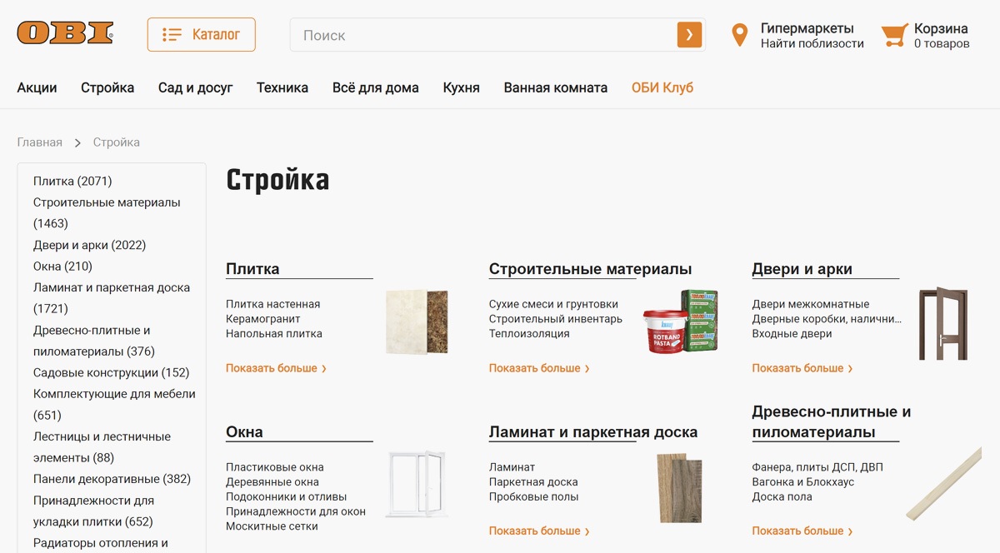 OBI
Каталог
Поиск
Гипермаркеты
Найти поблизости
Корзина
0 товаров
Акции
Стройка
Сад и досуг
Техника
Всё для дома
Кухня
Ванная комната
ОБИ Клуб
Главная
Стройка
Плитка (2071)
Строительные материалы
(1463)
Двери и арки (2022)
Окна (210)
Ламинат и паркетная доска
(1721)
Древесно-плитные и
пиломатериалы (376)
Садовые конструкции (152)
Комплектующие для мебели
(651)
Лестницы и лестничные
элементы (88)
Панели декоративные (382)
Принадлежности для
укладки плитки (652)
Радиаторы отопления и
Стройка
Плитка
Плитка настенная
Керамогранит
Напольная плитка
Показать больше
Строительные материалы
Сухие смеси и грунтовки
Строительный инвентарь
Теплоизоляция
Показать больше
ROTBAND
PASTA
Двери и арки
Двери межкомнатные
Дверные коробки, налични...
Входные двери
Показать больше
Окна
Пластиковые окна
Деревянные окна
Подоконники и отливы
Принадлежности для окон
Москитные сетки
Ламинат и паркетная доска
Ламинат
Паркетная доска
Пробковые полы
Показать больше
Древесно-плитные и
пиломатериалы
Фанера, плиты ДСП, ДВП
Вагонка и Блокхаус
Доска пола
Показать больше